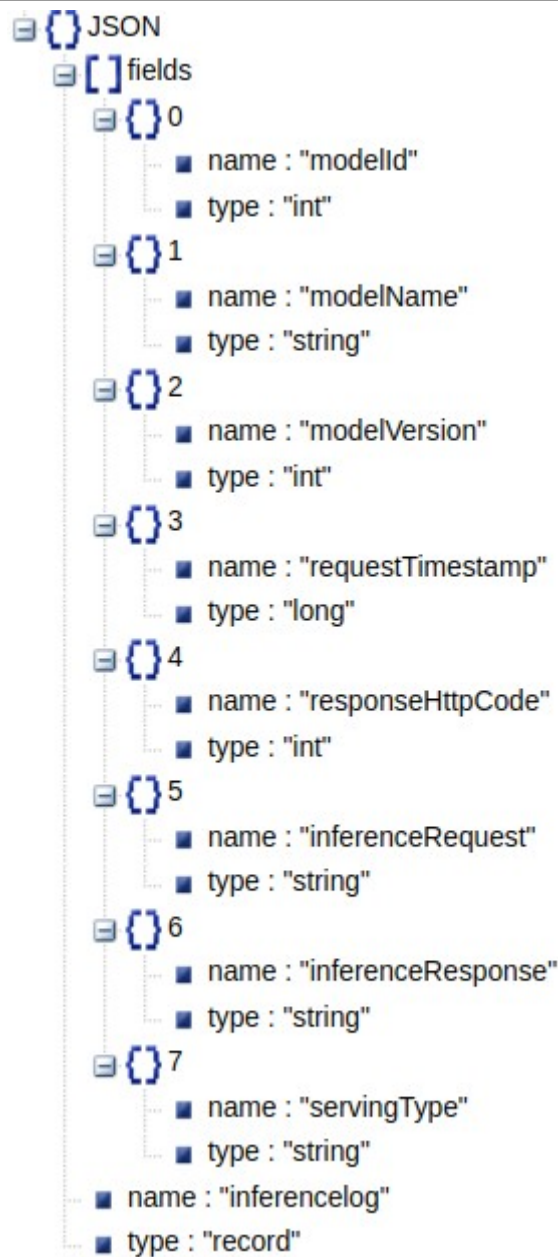 JSON
fields
0
name : "modelId"
type : "int"
1
name : "modelName"
type : "string"
2
name : "modelVersion"
type : "int"
3
name : "requestTimestamp"
type : "long"
4
name : "responseHttpCode"
type : "int"
5
name : "inferenceRequest"
type : "string"
6
name : "inferenceResponse"
type : "string"
7
name : "servingType"
type : "string"
name : "inferencelog"
type : "record"